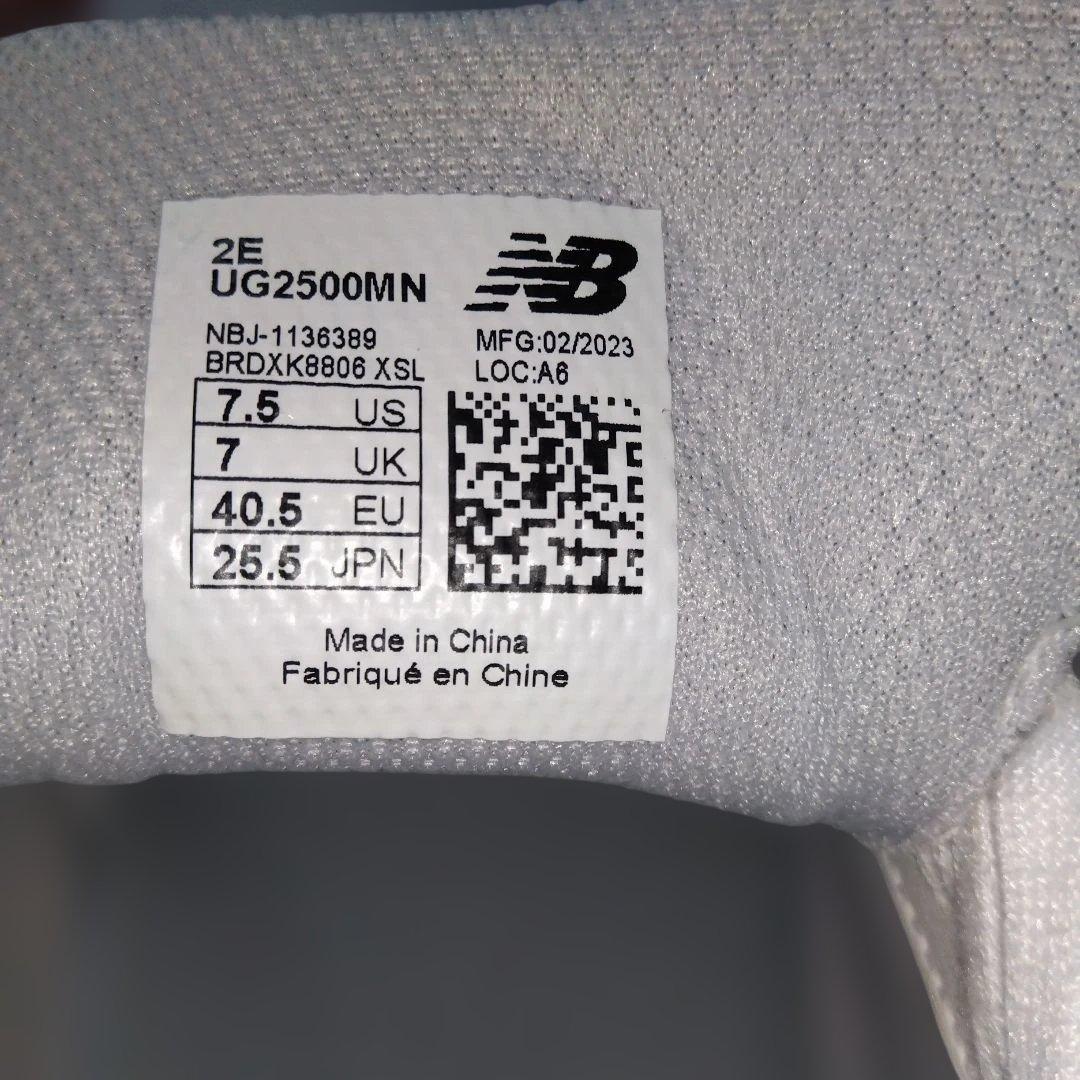 2E
UG2500MN
NB
NBJ-1136389
BRDXK8806 XSL
MFG:02/2023
LOC:A6
7.5 US
7 UK
40.5 EU
25.5 JPN
Made in China
Fabriqué en Chine